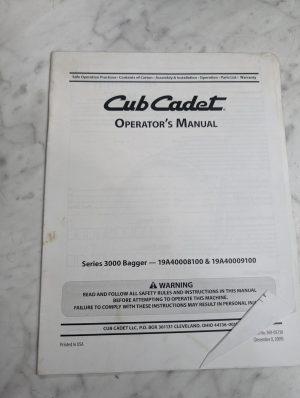 Safe Operation Practices • Contents of Carton • Assembly & Installation • Operation • Parts List • Warranty
Cub Cadet
OPERATOR'S MANUAL
Series 3000 Bagger — 19A40008100 & 19A40009100
WARNING
READ AND FOLLOW ALL SAFETY RULES AND INSTRUCTIONS IN THIS MANUAL
BEFORE ATTEMPTING TO OPERATE THIS MACHINE.
FAILURE TO COMPLY WITH THESE INSTRUCTIONS MAY RESULT IN PERSONAL
CUB CADET LLC, P.O. BOX 361131 CLEVELAND, OHIO
Printed In USA